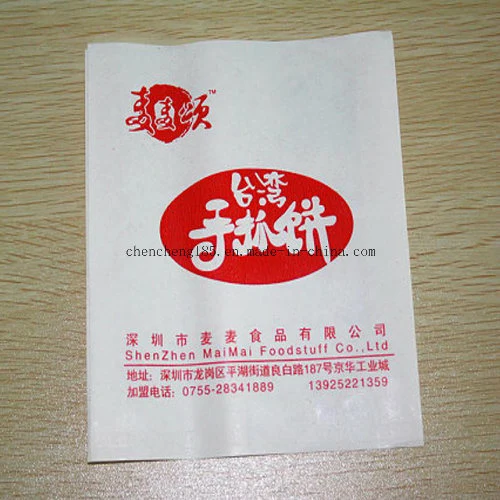 麦麦颂™
台湾
手抓饼
chencheng185.en.made-in-china.com
深圳市麦麦食品有限公司
ShenZhen MaiMai Foodstuff Co.,Ltd
地址: 深圳市龙岗区平湖街道良白路187号京华工业城
加盟电话: 0755-28341889 13925221359